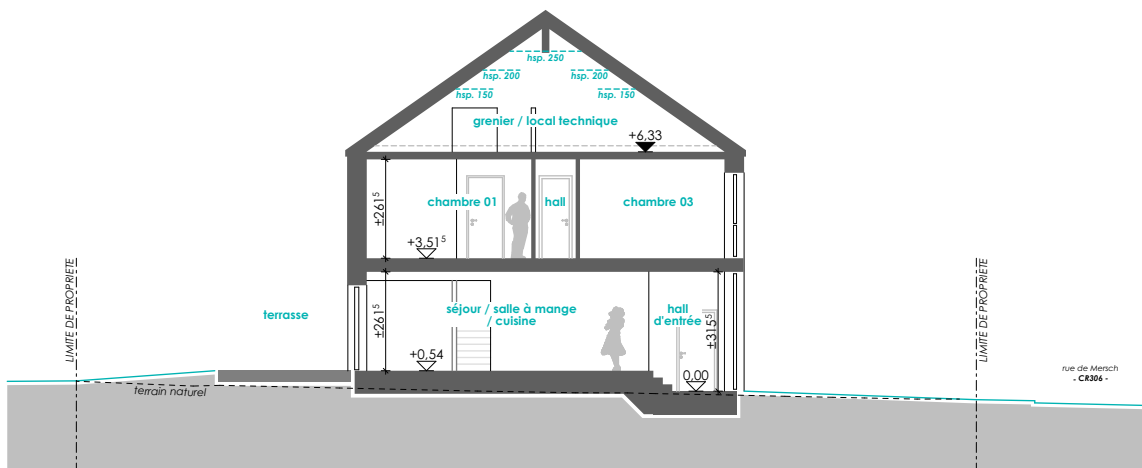 hsp. 250
hsp. 200
hsp. 200
hsp. 150
hsp. 150
grenier / local technique
+6,33
±261⁵
chambre 01
hall
chambre 03
+3,51⁵
LIMITE DE PROPRIETE
LIMITE DE PROPRIETE
terrasse
±261⁵
séjour / salle à mange
/ cuisine
hall
d'entrée
±315⁵
+0,54
0,00
terrain naturel
rue de Mersch
- CR306 -